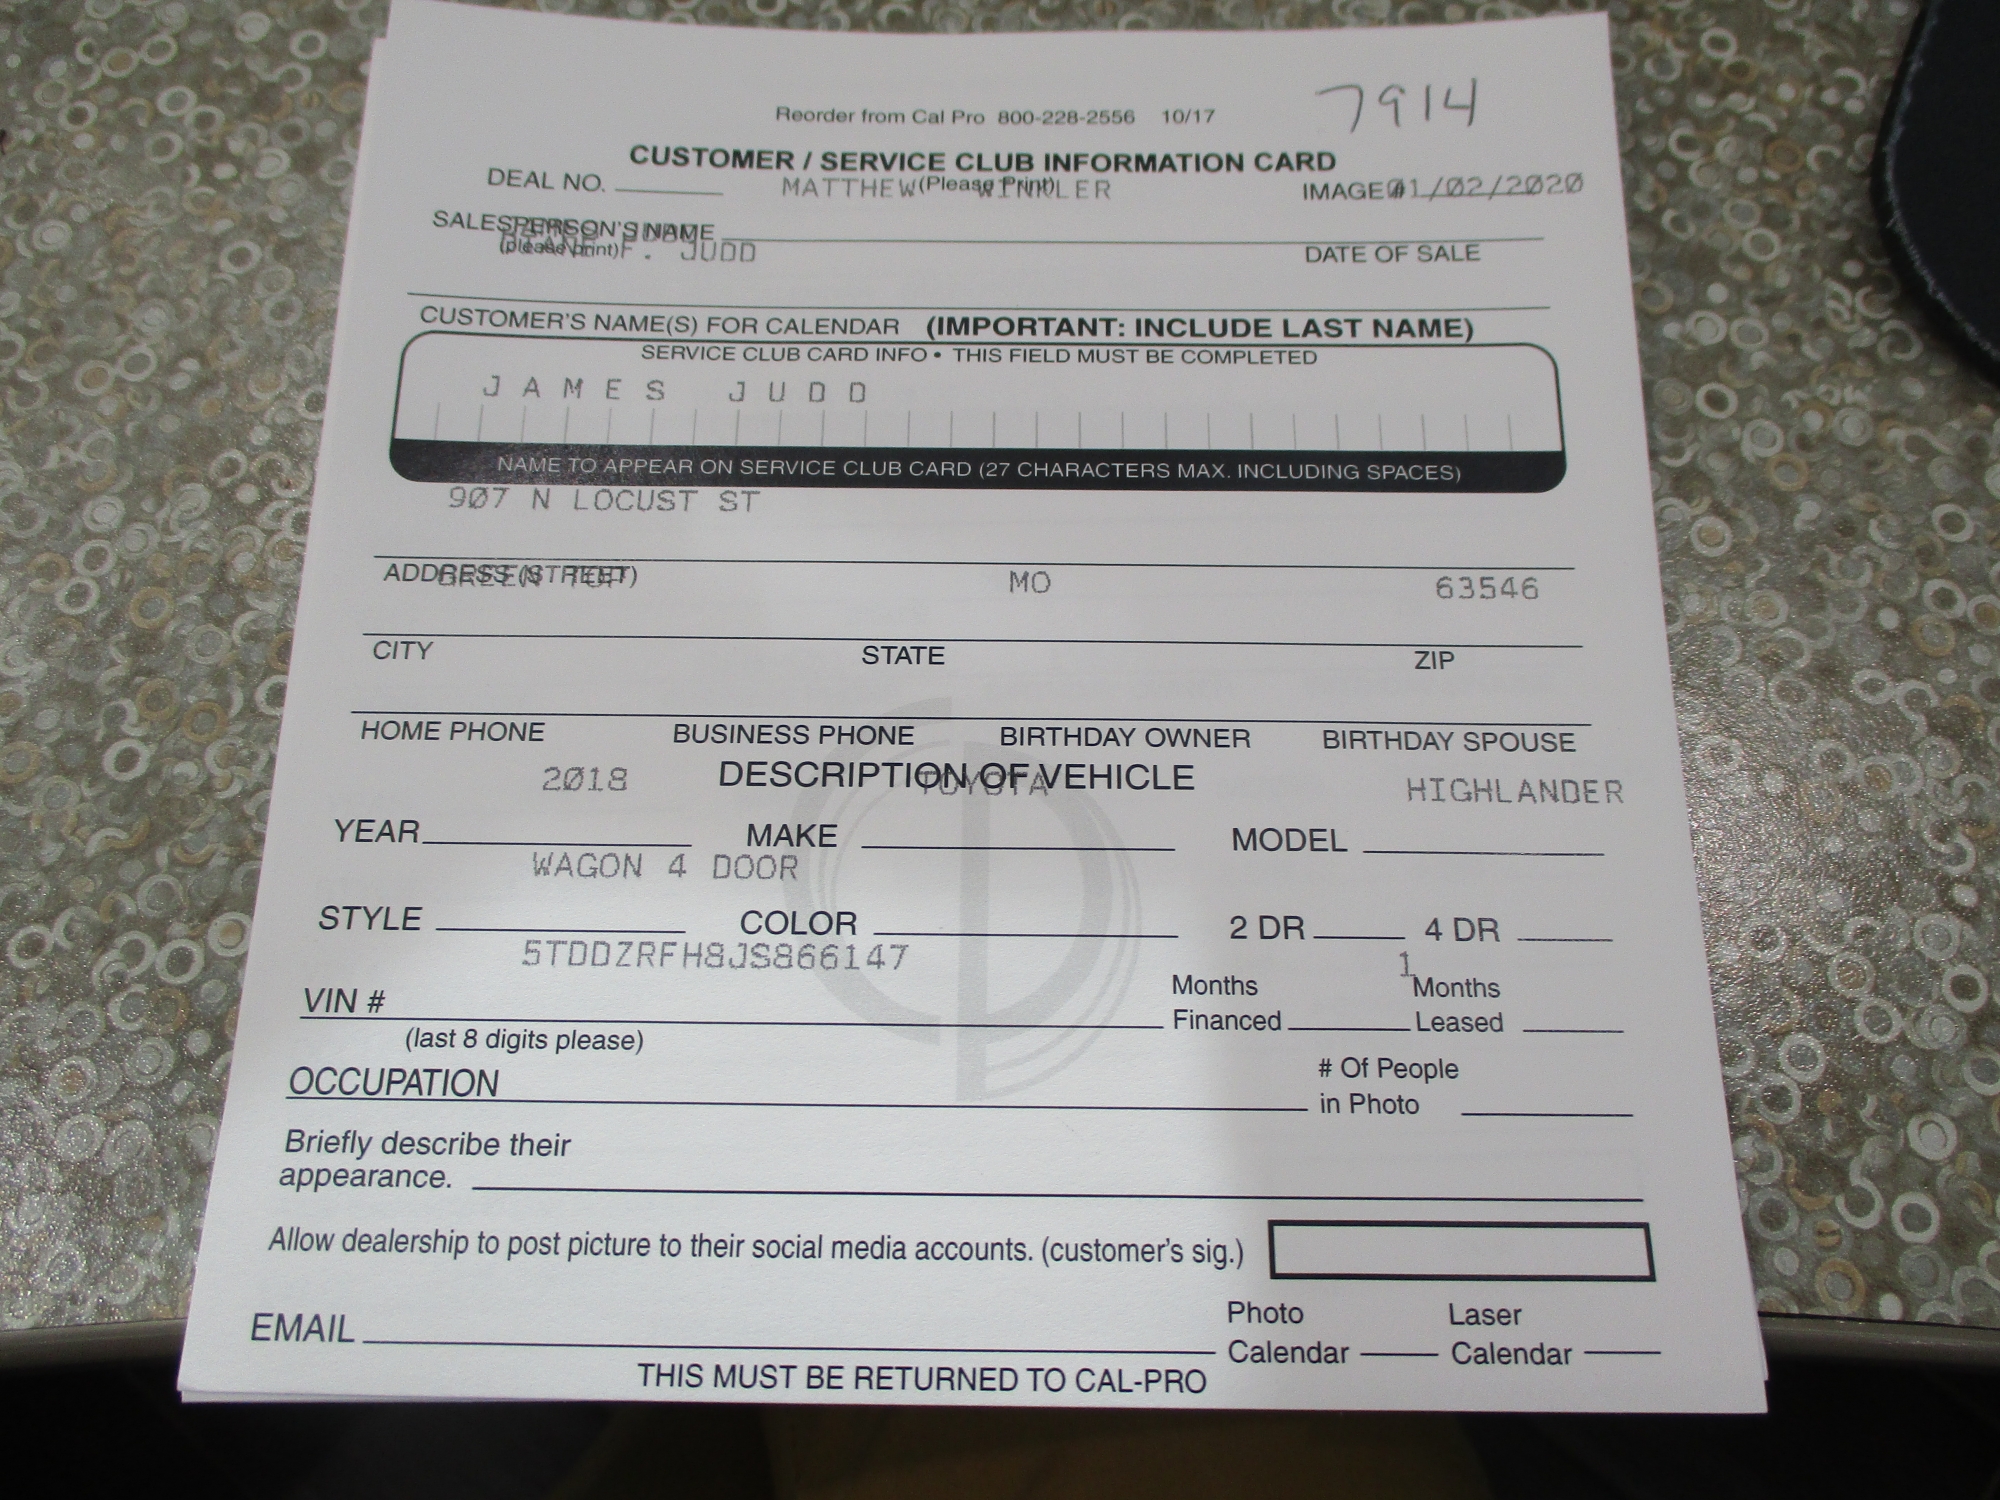 7914
Reorder from Cal Pro 800-228-2556 10/17
CUSTOMER / SERVICE CLUB INFORMATION CARD
DEAL NO. MATTHEW WINKLER (Please Print) IMAGE# 01/02/2020
SALESPERSON'S NAME
(please print) F. JUDD DATE OF SALE
CUSTOMER'S NAME(S) FOR CALENDAR (IMPORTANT: INCLUDE LAST NAME)
SERVICE CLUB CARD INFO • THIS FIELD MUST BE COMPLETED
JAMES JUDD
NAME TO APPEAR ON SERVICE CLUB CARD (27 CHARACTERS MAX. INCLUDING SPACES)
907 N LOCUST ST
ADDRESS (STREET) GREEN TOP MO 63546
CITY STATE ZIP
HOME PHONE BUSINESS PHONE BIRTHDAY OWNER BIRTHDAY SPOUSE
2018 DESCRIPTION OF VEHICLE TOYOTA HIGHLANDER
YEAR MAKE MODEL
WAGON 4 DOOR
STYLE COLOR 2 DR 4 DR
5TDDZRFH8JS866147 1
VIN # Months Financed Months Leased
(last 8 digits please)
OCCUPATION # Of People in Photo
Briefly describe their
appearance.
Allow dealership to post picture to their social media accounts. (customer's sig.)
EMAIL Photo Calendar Laser Calendar
THIS MUST BE RETURNED TO CAL-PRO